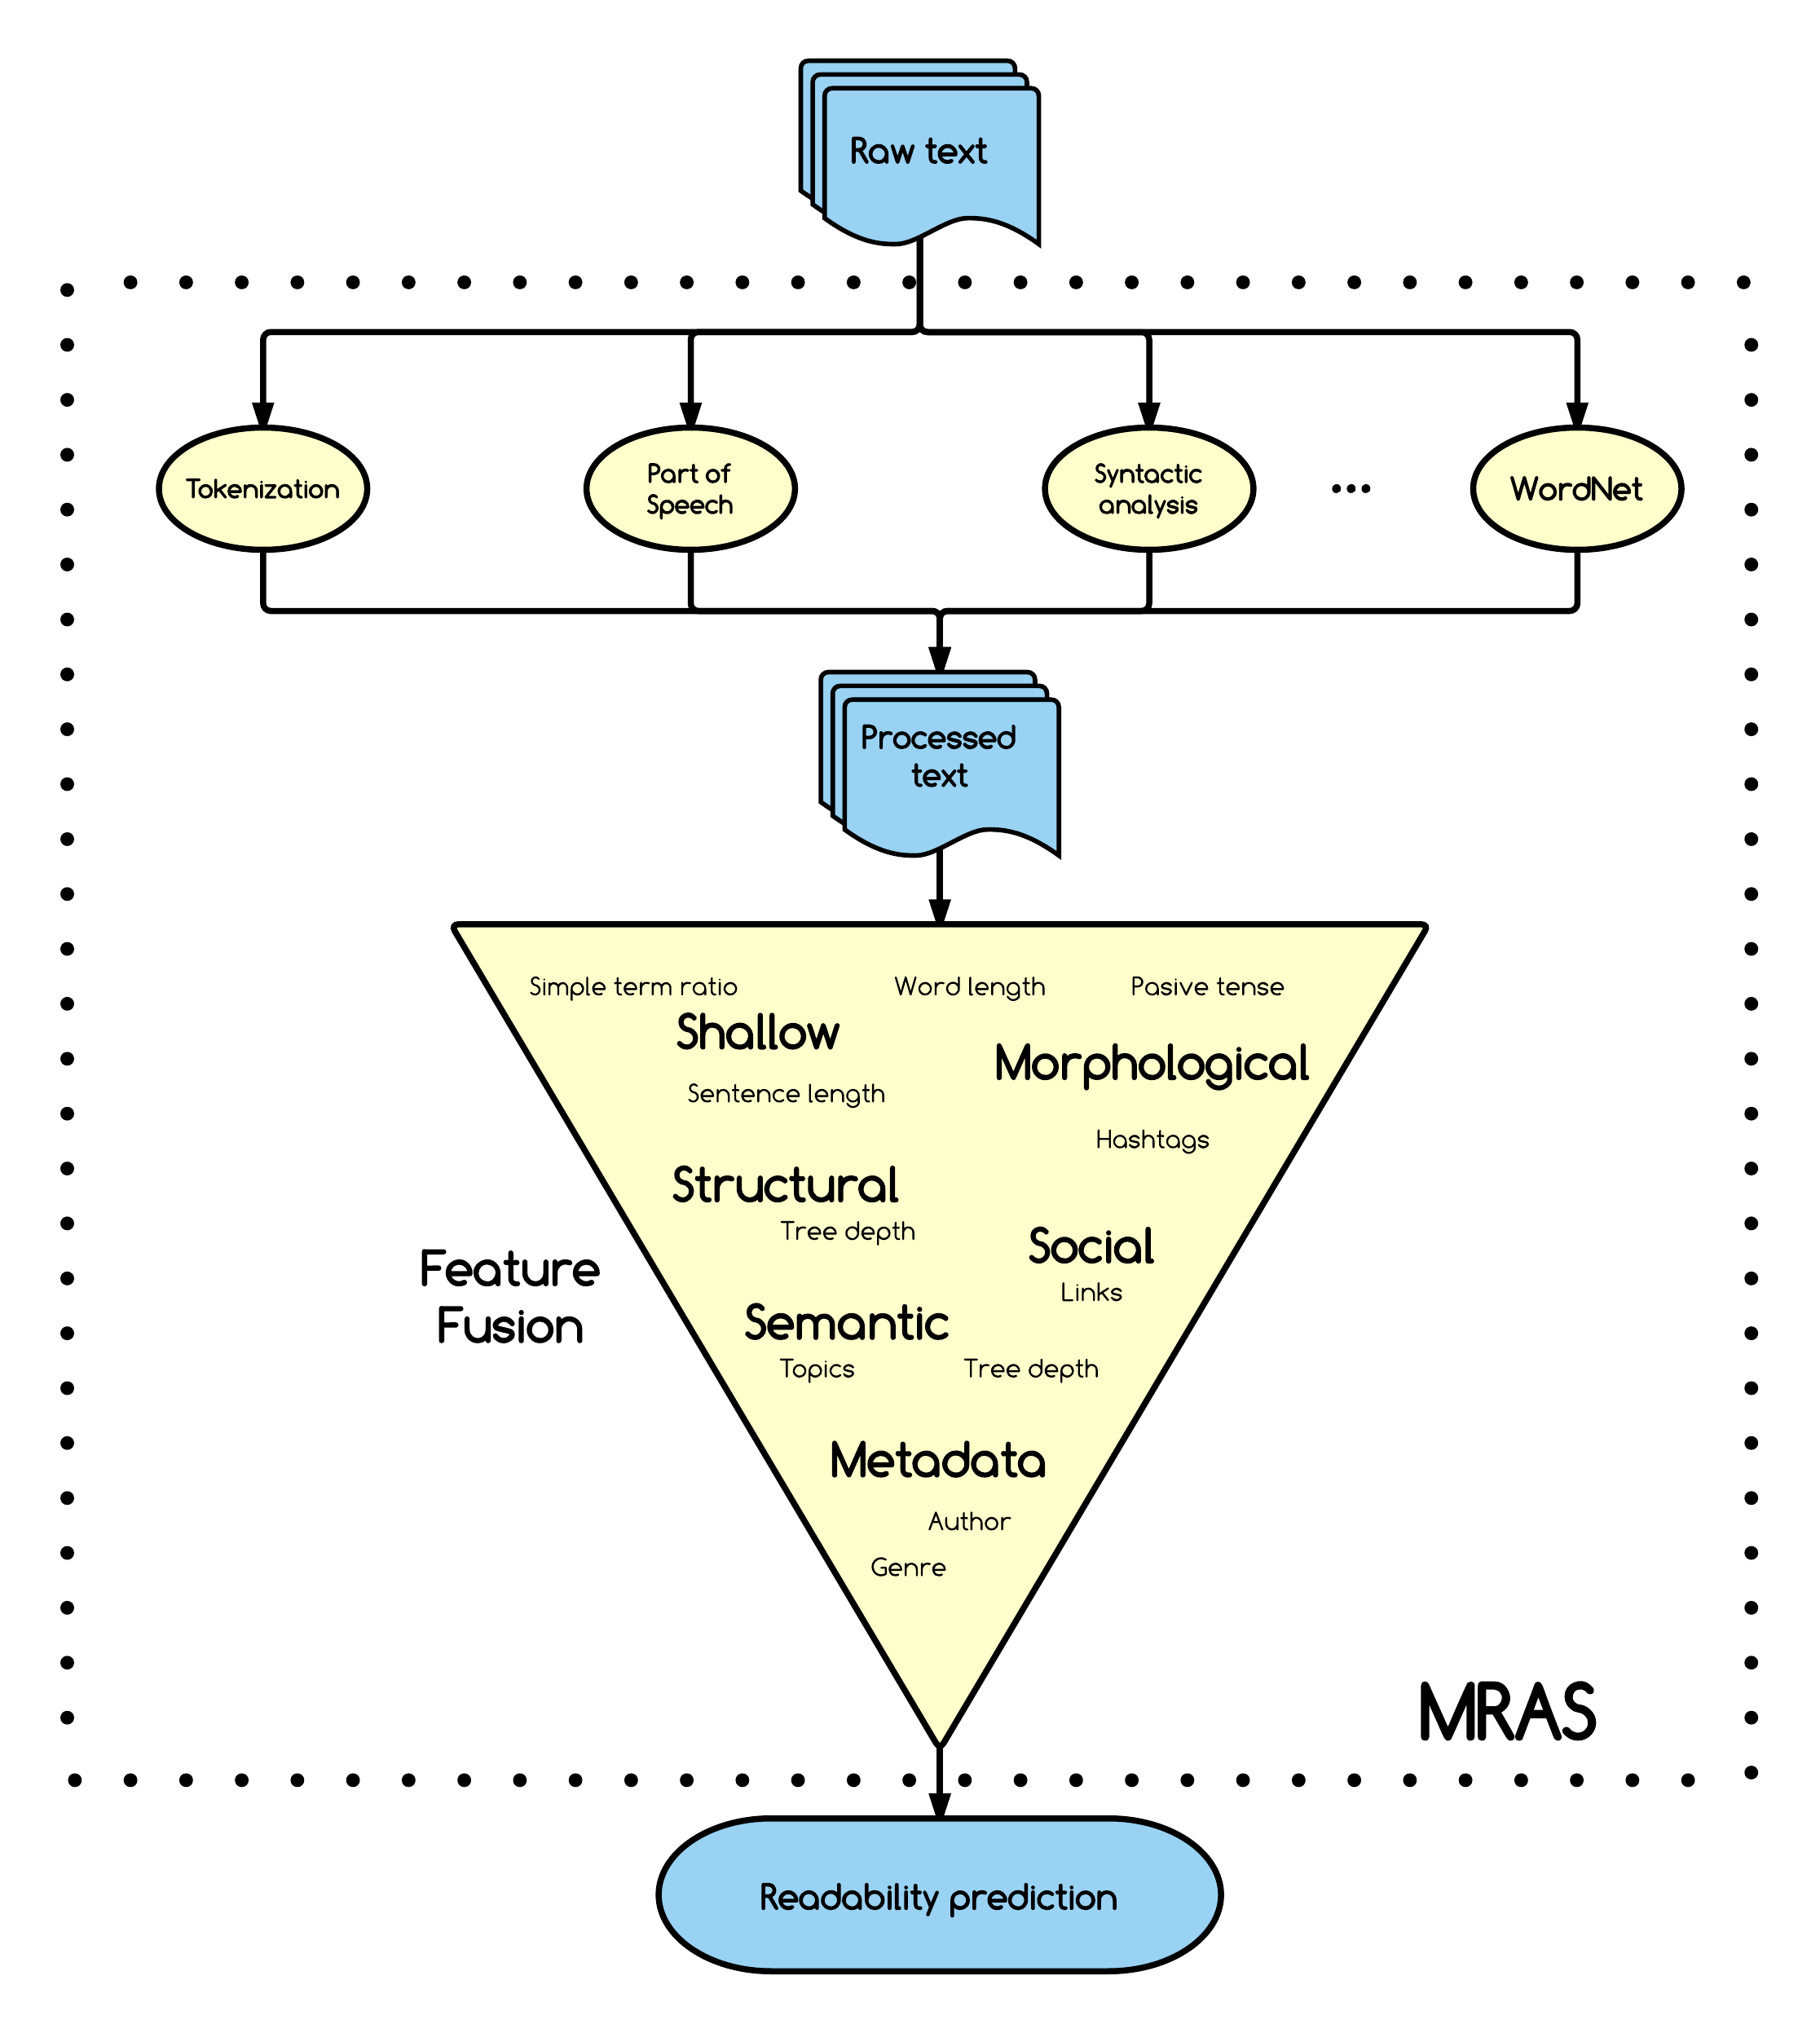 Raw text
Tokenization
Part of
Speech
Syntactic
analysis
...
WordNet
Processed
text
Simple term ratio
Word length
Pasive tense
Shallow
Morphological
Sentence length
Hashtags
Structural
Tree depth
Social
Links
Feature
Fusion
Semantic
Topics
Tree depth
Metadata
Author
Genre
MRAS
Readability prediction